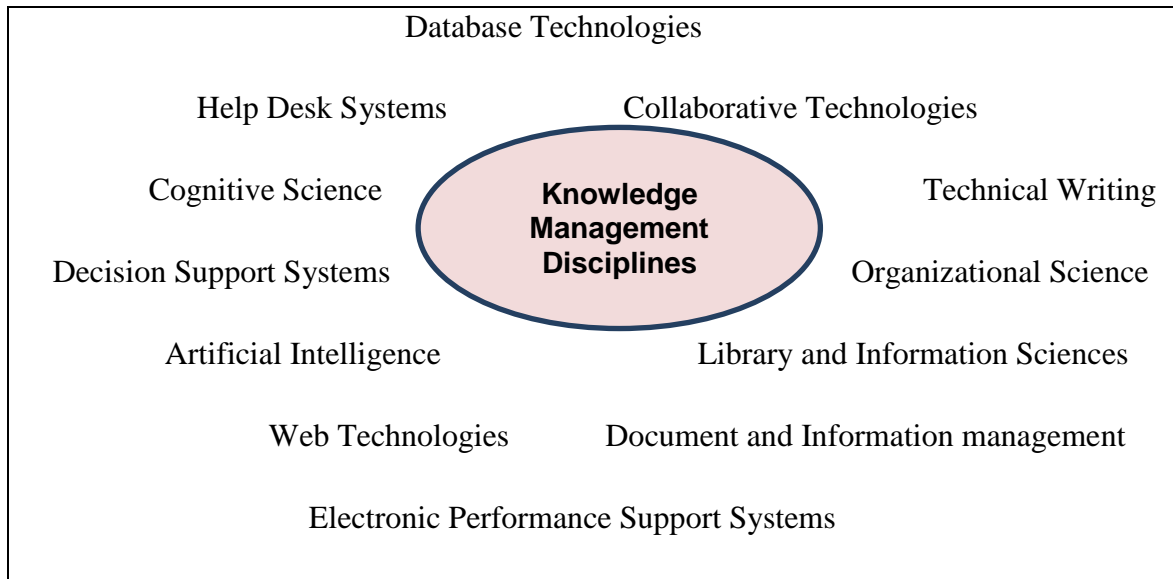 Database Technologies
Help Desk Systems
Collaborative Technologies
Cognitive Science
Knowledge
Management
Disciplines
Technical Writing
Decision Support Systems
Organizational Science
Artificial Intelligence
Library and Information Sciences
Web Technologies
Document and Information management
Electronic Performance Support Systems